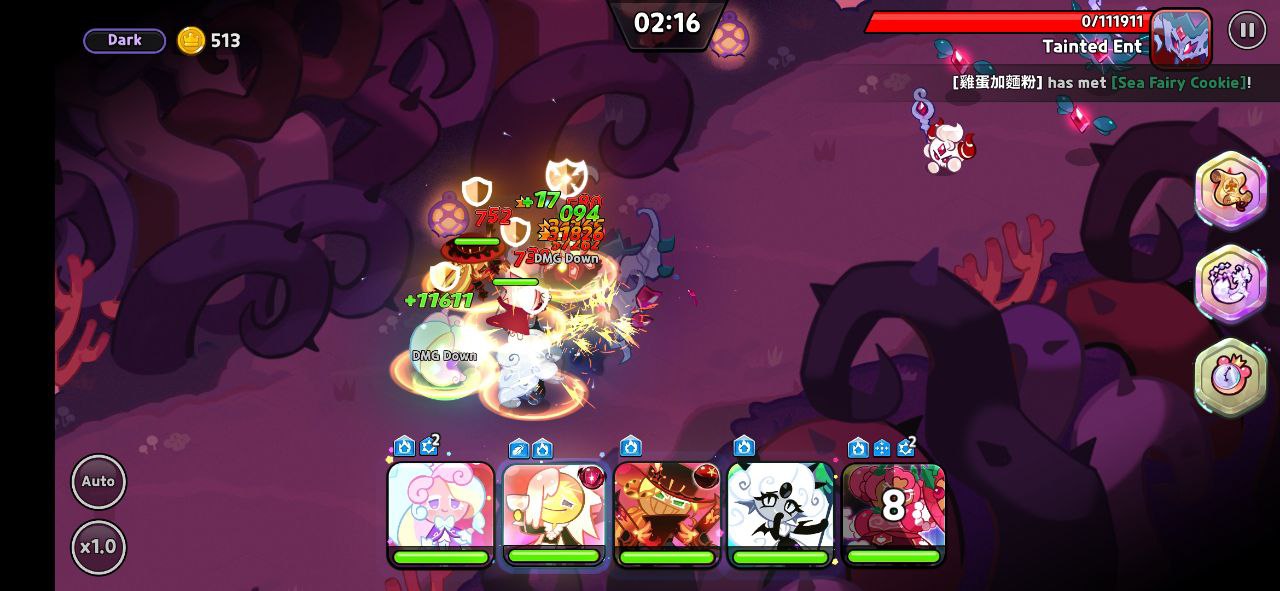 Dark
513
02:16
0/111911
Tainted Ent
[雞蛋加麵粉] has met [Sea Fairy Cookie]!
+17
094
752
31826
DMG Down
+11611
DMG Down
2
2
8
Auto
x1.0